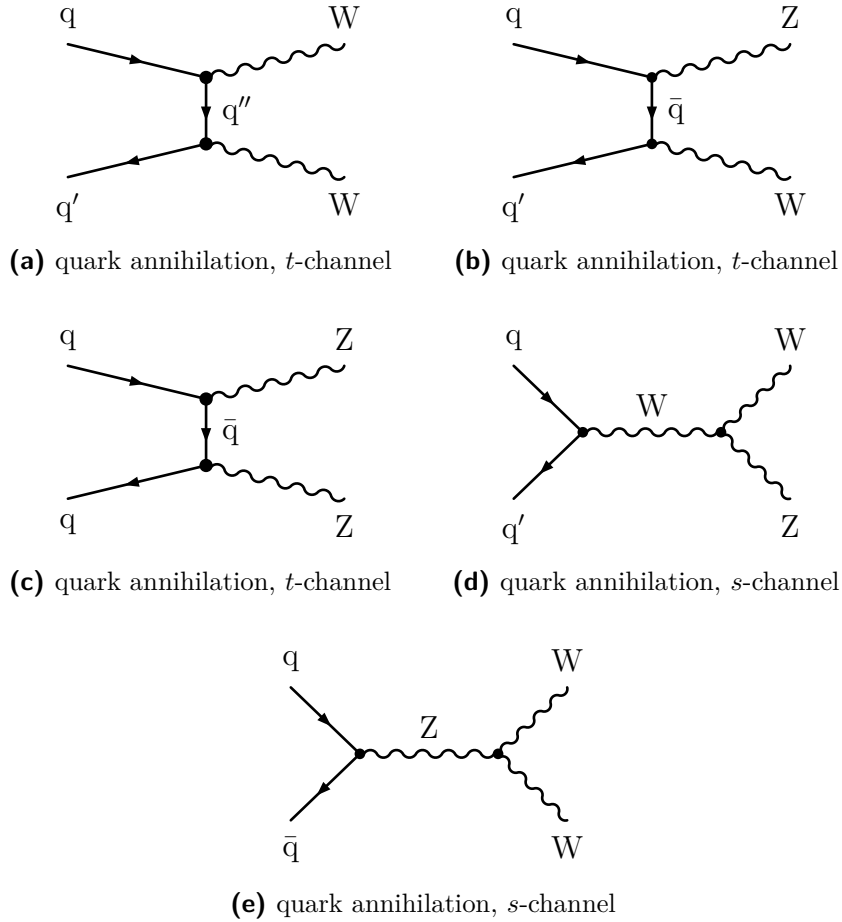 q W q Z
q″ q̄
q′ W q′ W
(a) quark annihilation, t-channel (b) quark annihilation, t-channel
q Z q W
q̄ W
q Z q′ Z
(c) quark annihilation, t-channel (d) quark annihilation, s-channel
q W
Z
q̄ W
(e) quark annihilation, s-channel